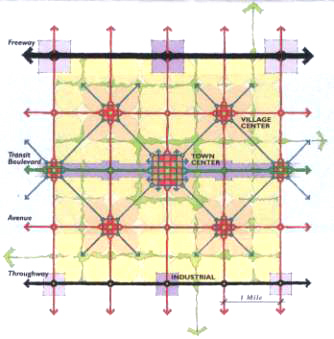 Freeway
VILLAGE
CENTER
Transit
Boulevard
TOWN
CENTER
Avenue
Throughway
INDUSTRIAL
1 Mile